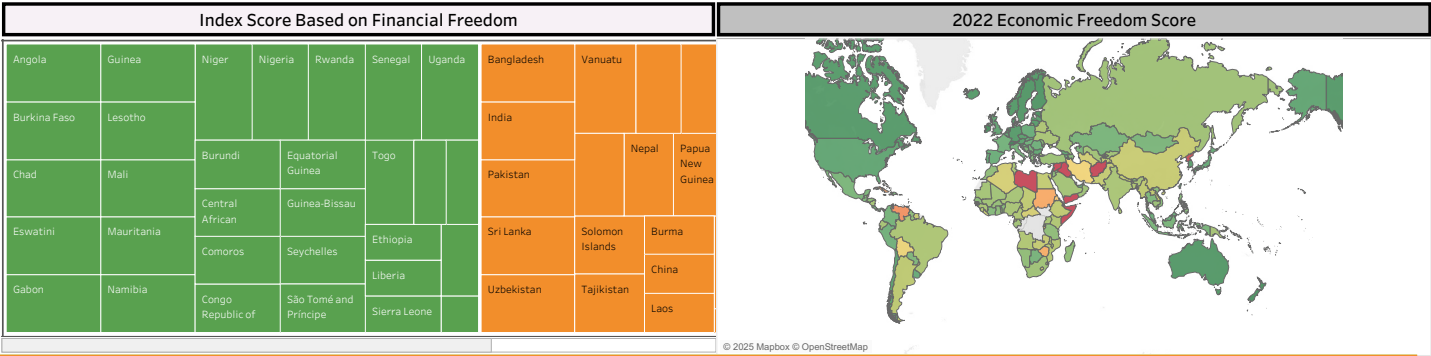 Index Score Based on Financial Freedom
2022 Economic Freedom Score
Angola
Guinea
Niger
Nigeria
Rwanda
Senegal
Uganda
Bangladesh
Vanuatu
Burkina Faso
Lesotho
India
Burundi
Equatorial
Guinea
Togo
Nepal
Papua
New
Guinea
Chad
Mali
Pakistan
Central
African
Guinea-Bissau
Eswatini
Mauritania
Comoros
Seychelles
Ethiopia
Sri Lanka
Solomon
Islands
Burma
China
Liberia
Gabon
Namibia
Congo
Republic of
São Tomé and
Príncipe
Sierra Leone
Uzbekistan
Tajikistan
Laos
© 2025 Mapbox © OpenStreetMap